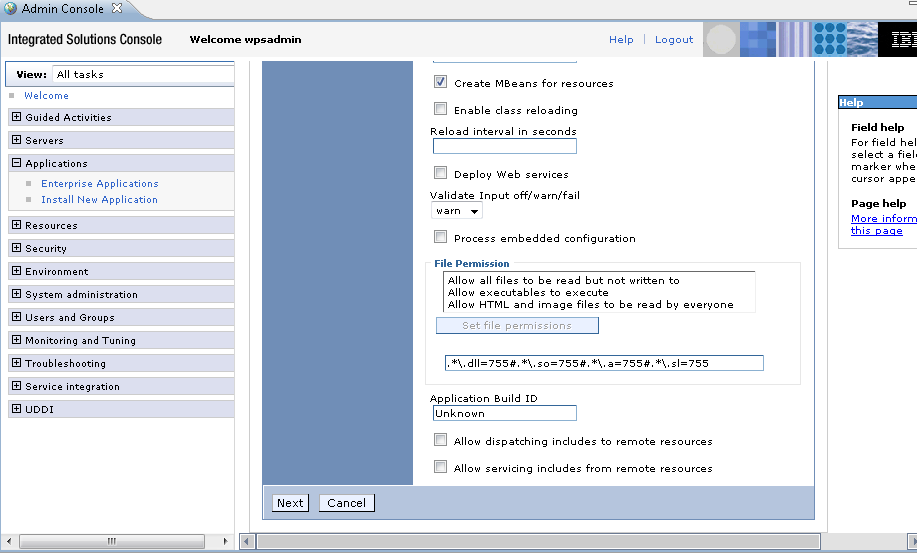 Admin Console
Integrated Solutions Console
Welcome wpsadmin
Help
Logout
IBM
View: All tasks
Welcome
Guided Activities
Servers
Applications
Enterprise Applications
Install New Application
Resources
Security
Environment
System administration
Users and Groups
Monitoring and Tuning
Troubleshooting
Service integration
UDDI
Create MBeans for resources
Enable class reloading
Reload interval in seconds
Deploy Web services
Validate Input off/warn/fail
warn
Process embedded configuration
File Permission
Allow all files to be read but not written to
Allow executables to execute
Allow HTML and image files to be read by everyone
Set file permissions
.*\.dll=755#.*\.so=755#.*\.a=755#.*\.sl=755
Application Build ID
Unknown
Allow dispatching includes to remote resources
Allow servicing includes from remote resources
Next
Cancel
Help
Field help
For field hel
select a fiel
marker whe
cursor appe
Page help
More inform
this page